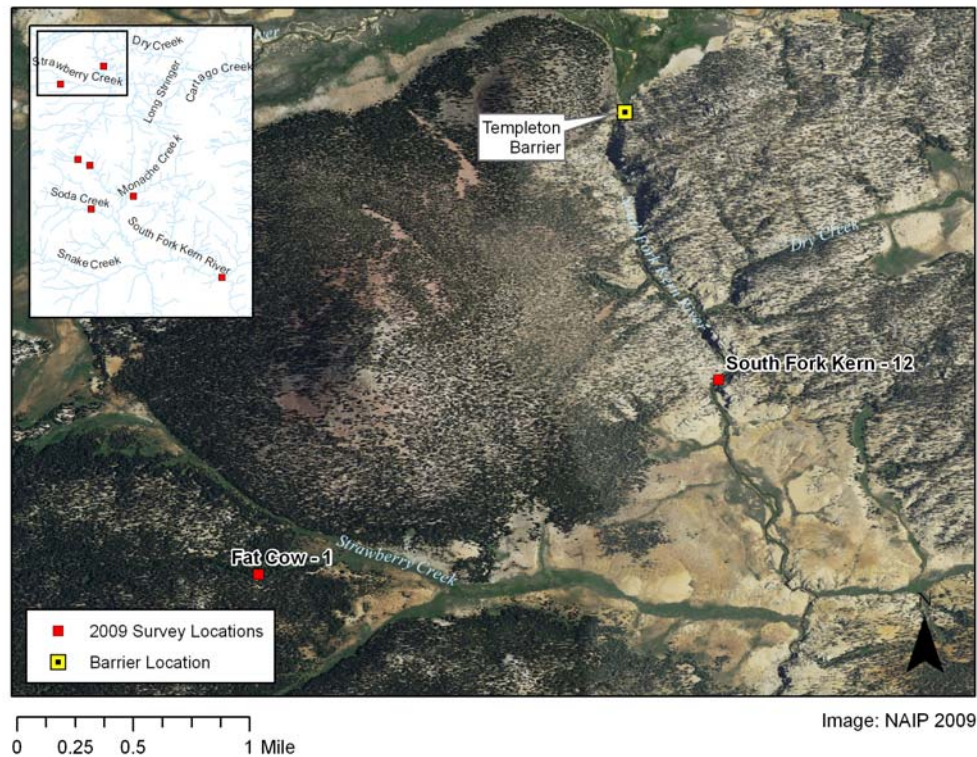 Dry Creek
Strawberry Creek
Long Stringer
Cartago Creek
Monache Creek
Soda Creek
South Fork Kern River
Snake Creek
Templeton
Barrier
South Fork Kern River
Dry Creek
South Fork Kern - 12
Strawberry Creek
Fat Cow - 1
2009 Survey Locations
Barrier Location
N
Image: NAIP 2009
0 0.25 0.5 1 Mile